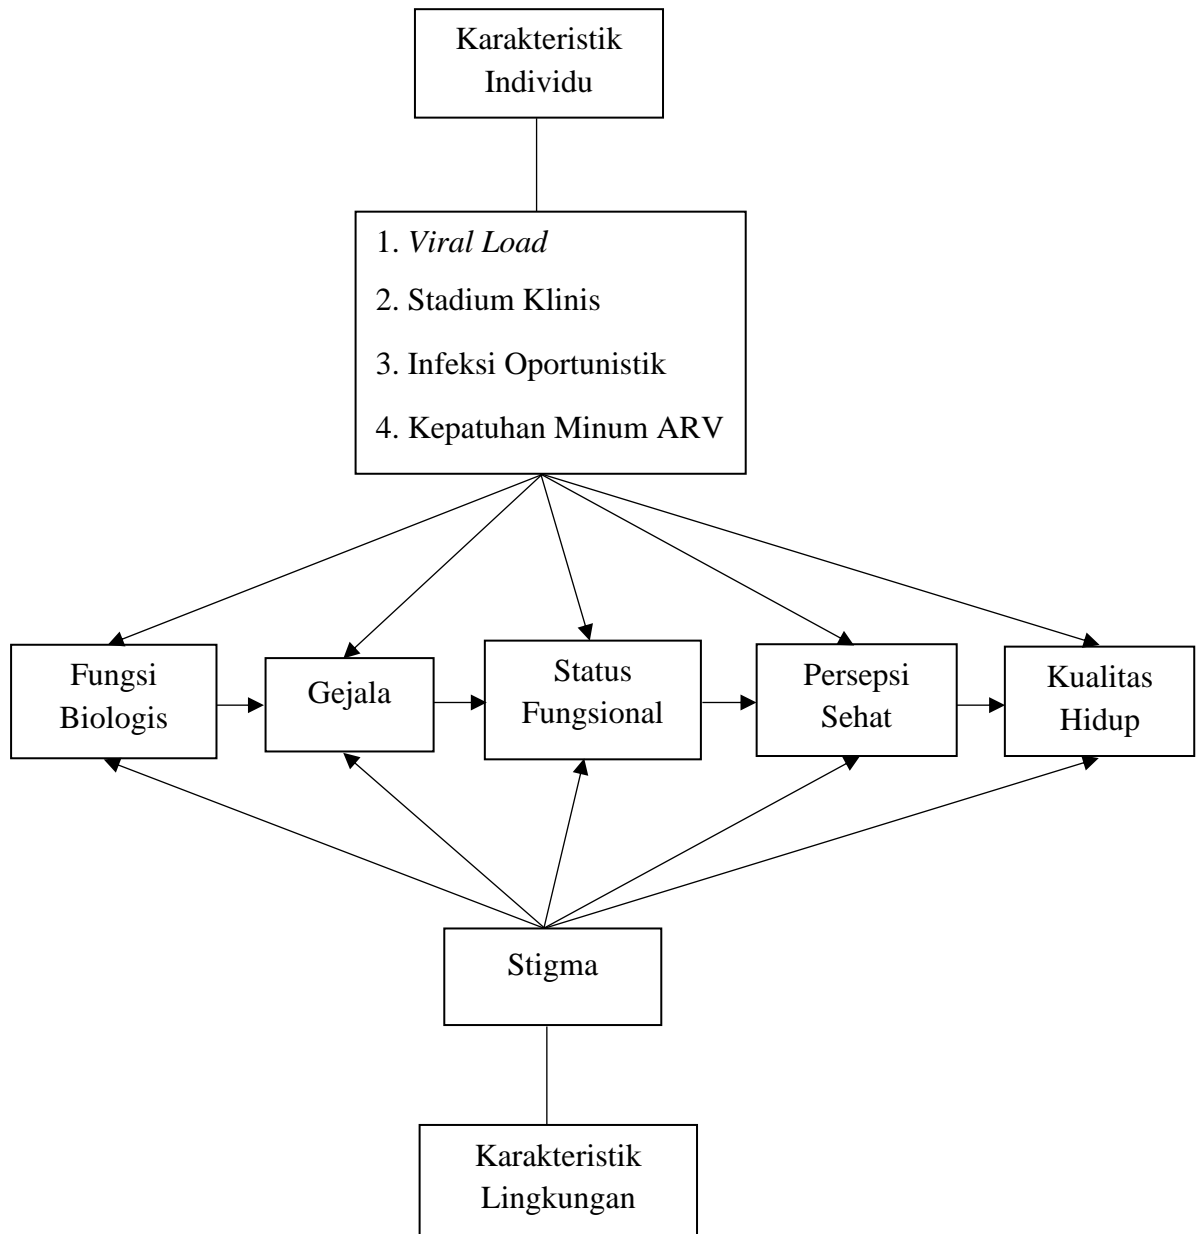 Karakteristik
Individu
1. Viral Load
2. Stadium Klinis
3. Infeksi Oportunistik
4. Kepatuhan Minum ARV
Fungsi
Biologis
Gejala
Status
Fungsional
Persepsi
Sehat
Kualitas
Hidup
Stigma
Karakteristik
Lingkungan